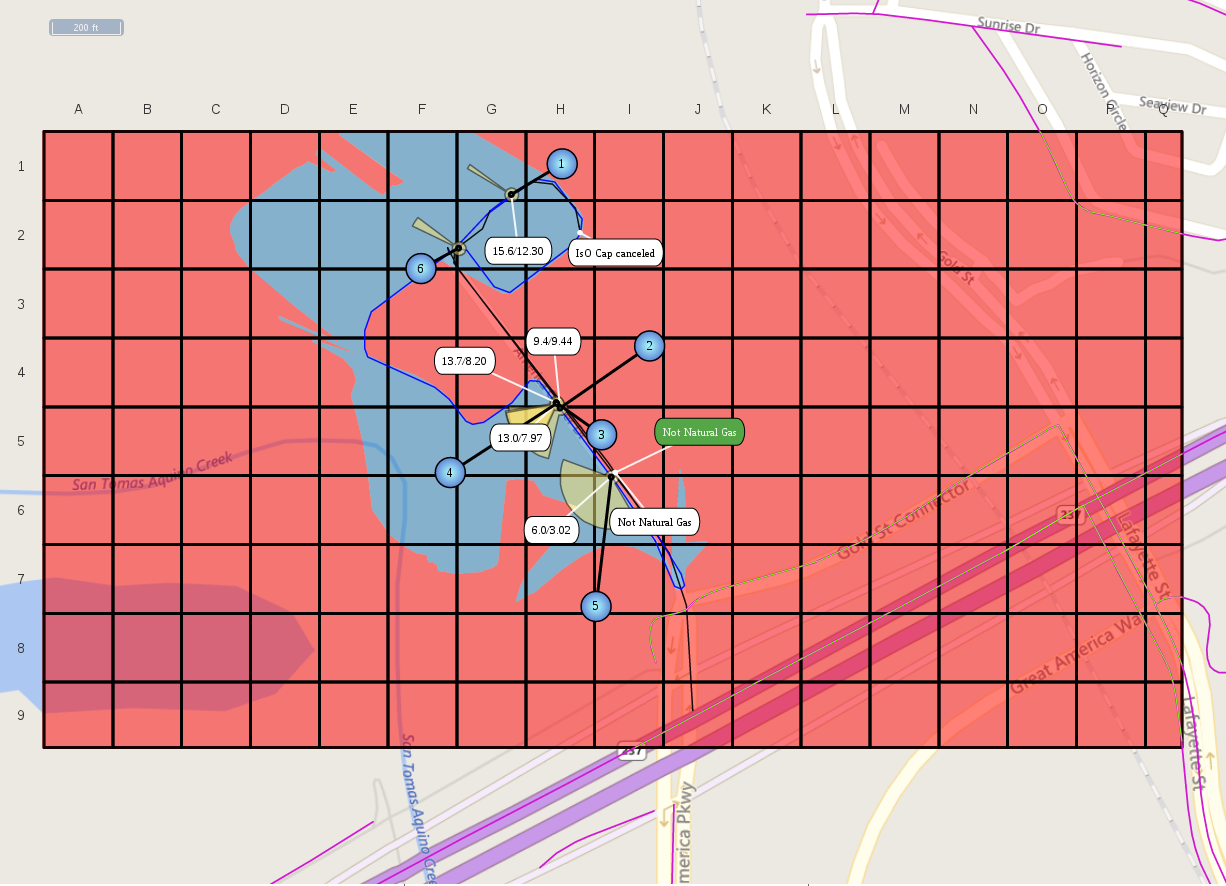 200 ft
Sunrise Dr
Horizon Circle
Seaview Dr
A B C D E F G H I J K L M N O P Q
1
1
2
15.6/12.30
IsO Cap canceled
6
Gold St
3
9.4/9.44
2
4
13.7/8.20
3
Not Natural Gas
5
13.0/7.97
4
San Tomas Aquino Creek
6
6.0/3.02
Not Natural Gas
Gold St Connector
237
Lafayette St
7
5
8
Great America Way
9
237
San Tomas Aquino Cree
merica Pkwy
Lafayette St